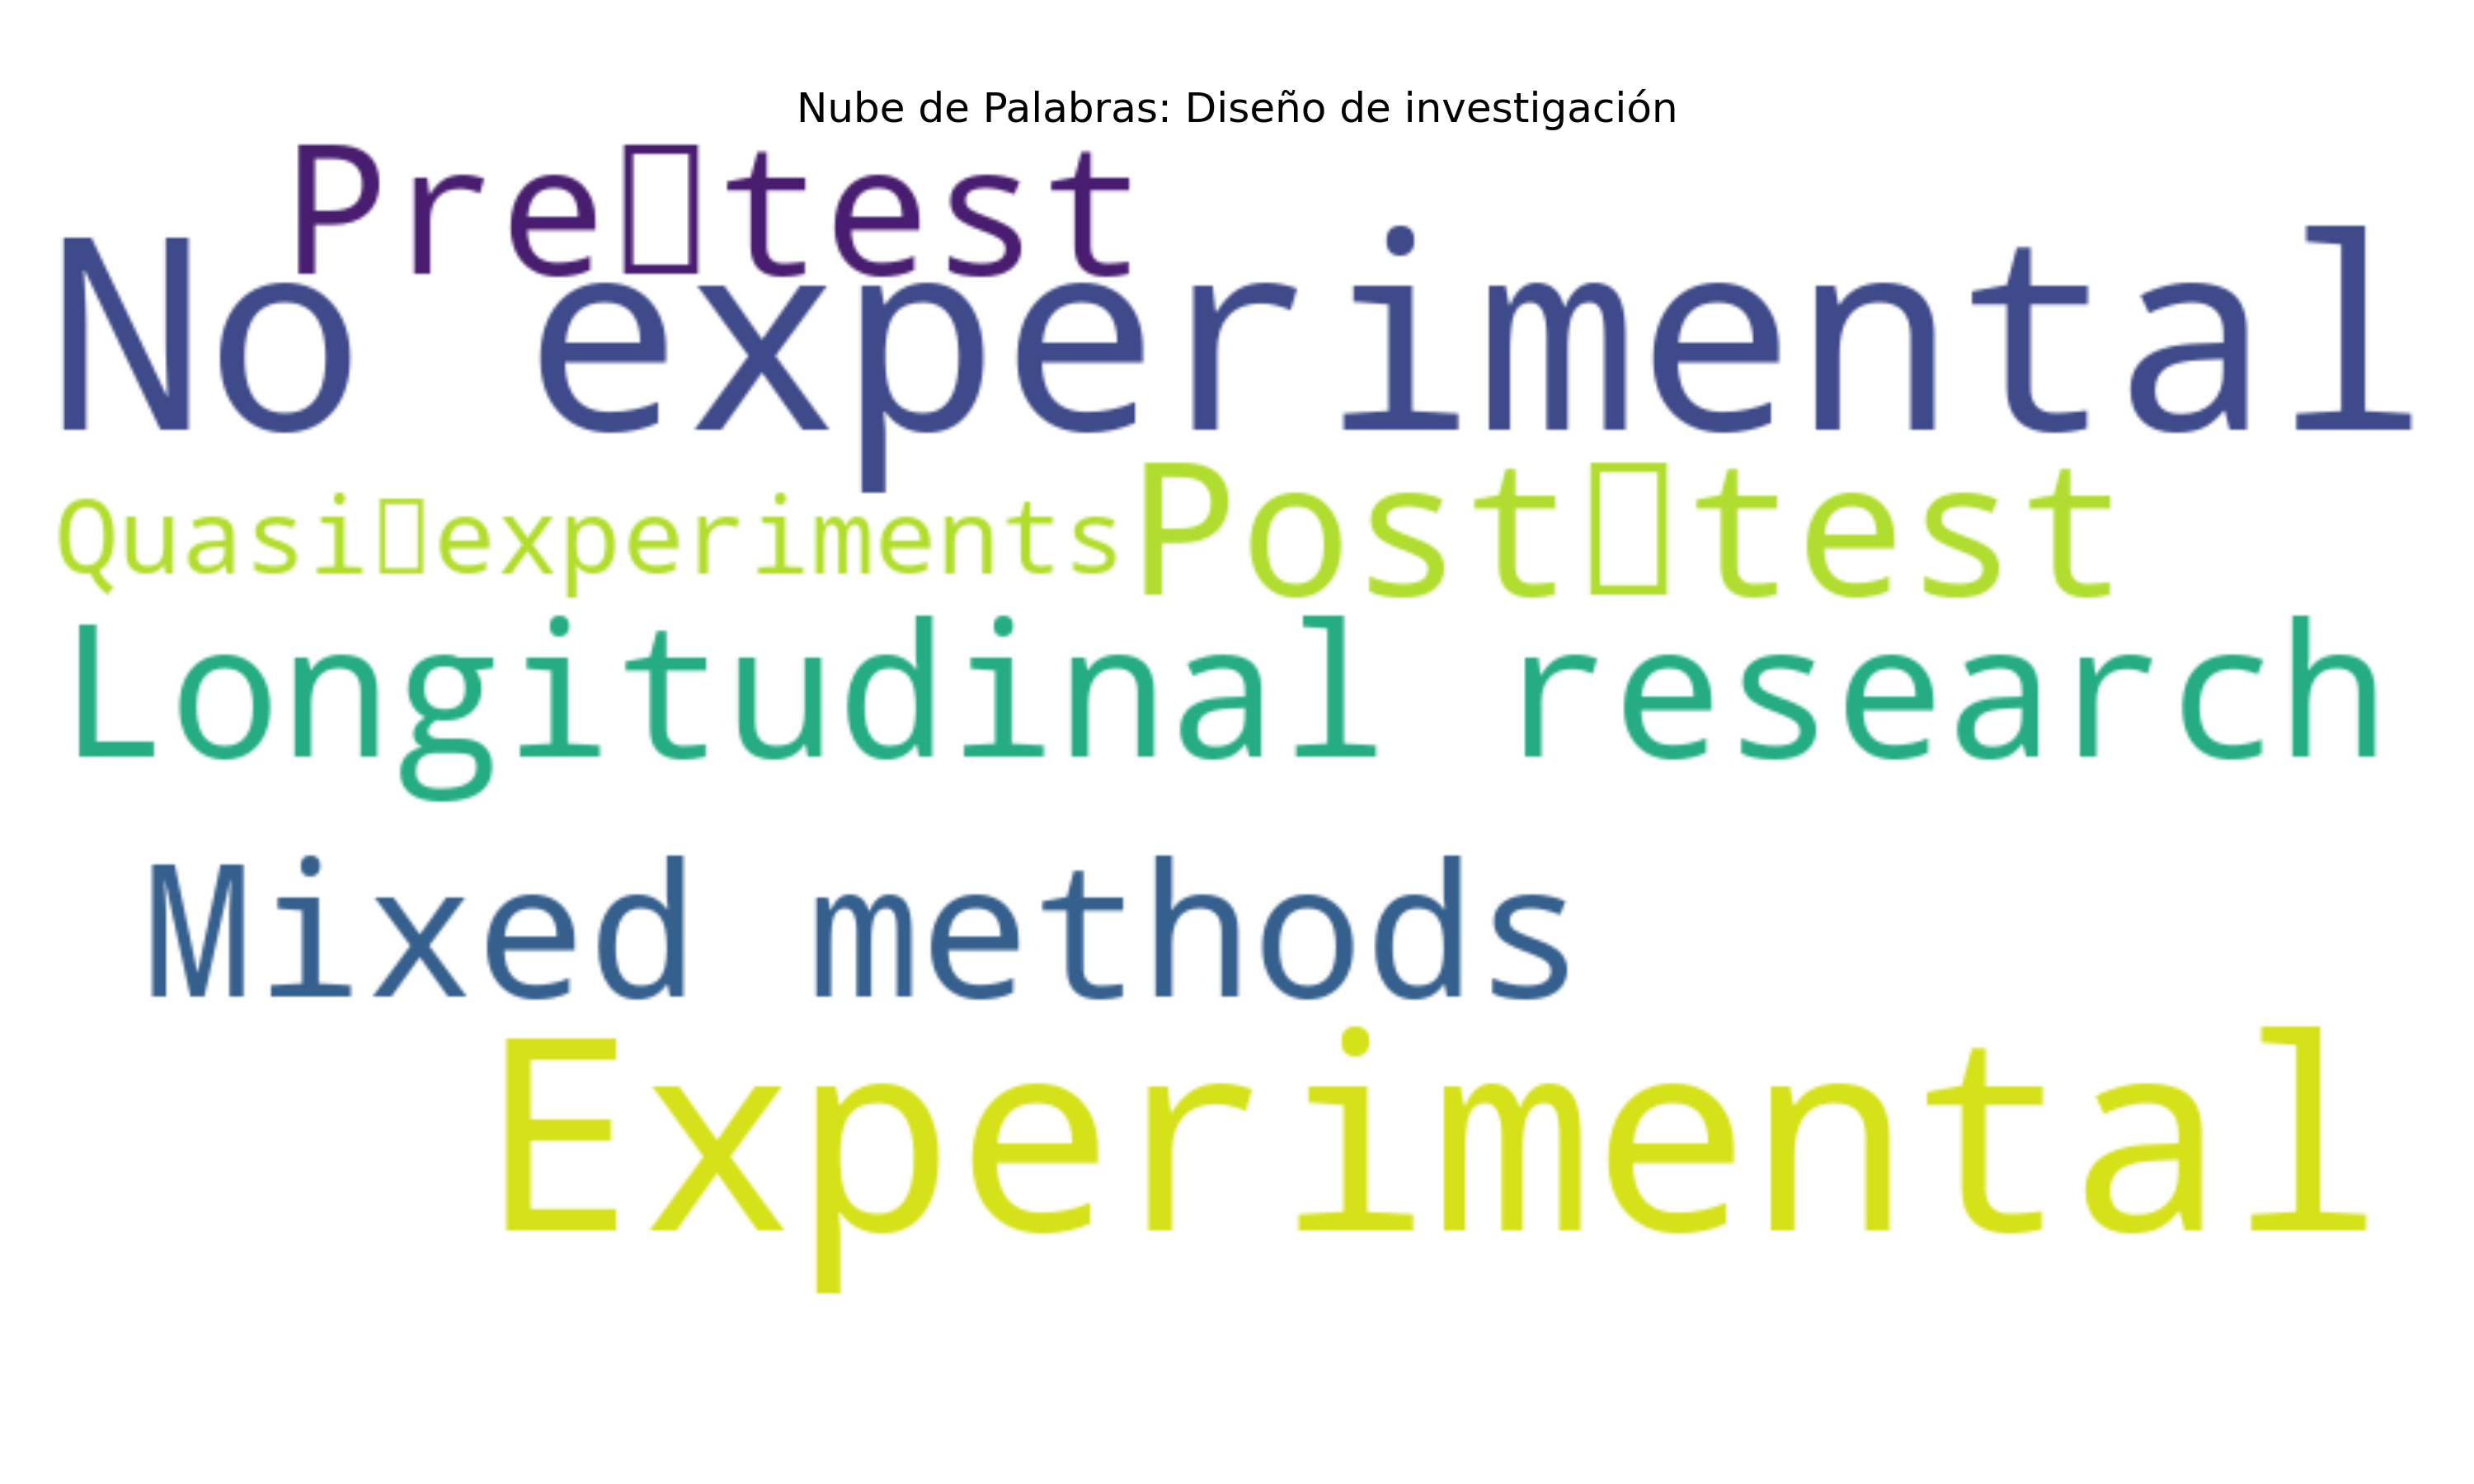 Nube de Palabras: Diseño de investigación
Pre▯test
No experimental
Quasi▯experiments
Post▯test
Longitudinal research
Mixed methods
Experimental